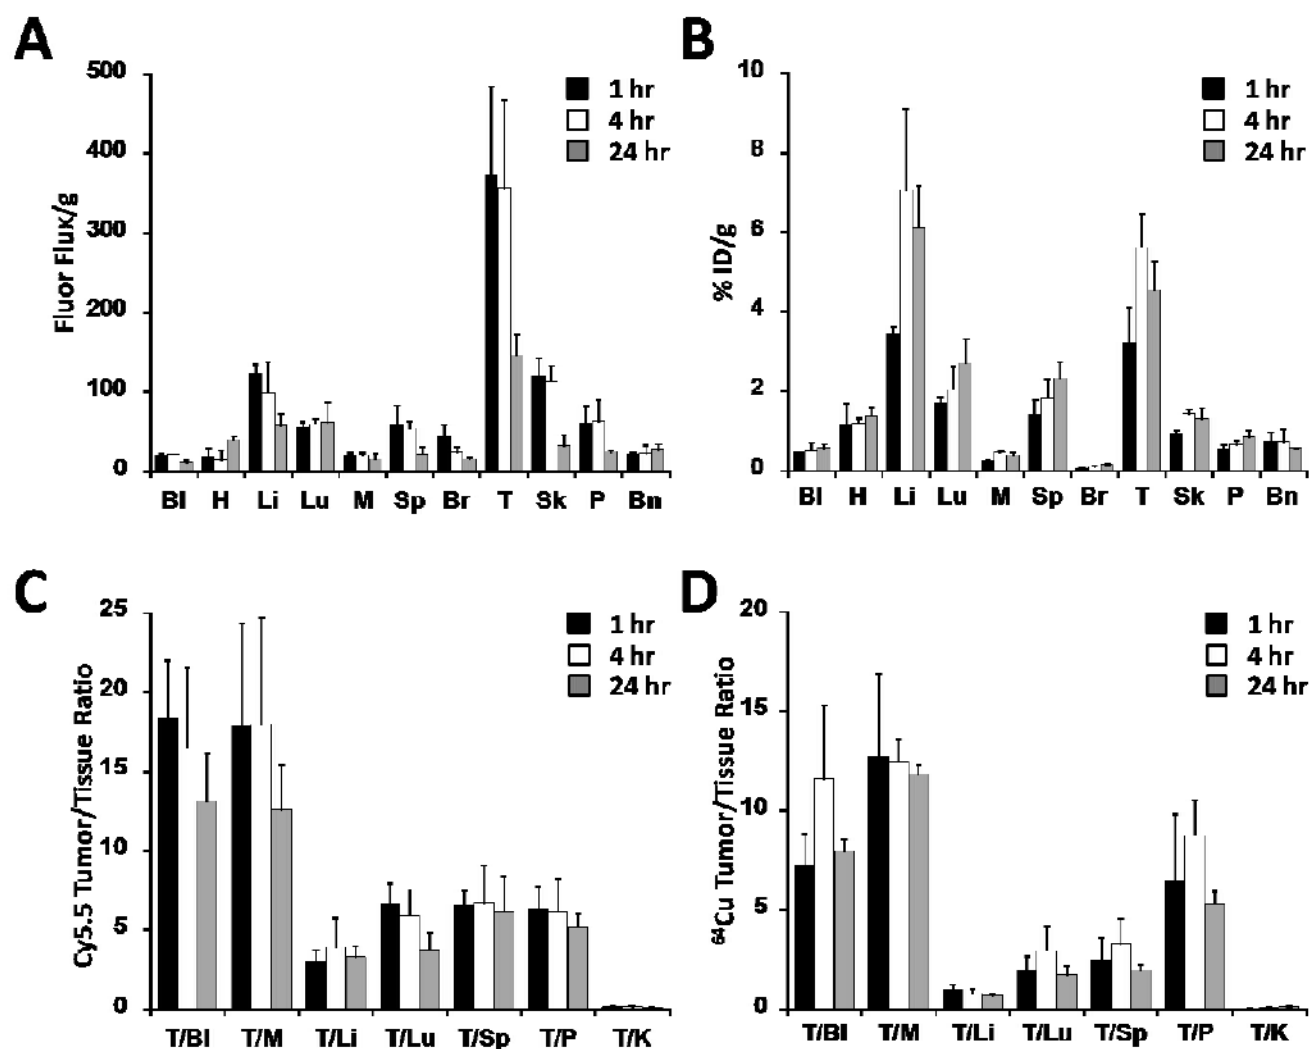 A
500
400
300
200
100
0
Fluor Flux/g
1 hr
4 hr
24 hr
Bl H Li Lu M Sp Br T Sk P Bn
B
10
8
6
4
2
0
% ID/g
1 hr
4 hr
24 hr
Bl H Li Lu M Sp Br T Sk P Bn
C
25
20
15
10
5
0
Cy5.5 Tumor/Tissue Ratio
1 hr
4 hr
24 hr
T/Bl T/M T/Li T/Lu T/Sp T/P T/K
D
20
15
10
5
0
⁶⁴Cu Tumor/Tissue Ratio
1 hr
4 hr
24 hr
T/Bl T/M T/Li T/Lu T/Sp T/P T/K